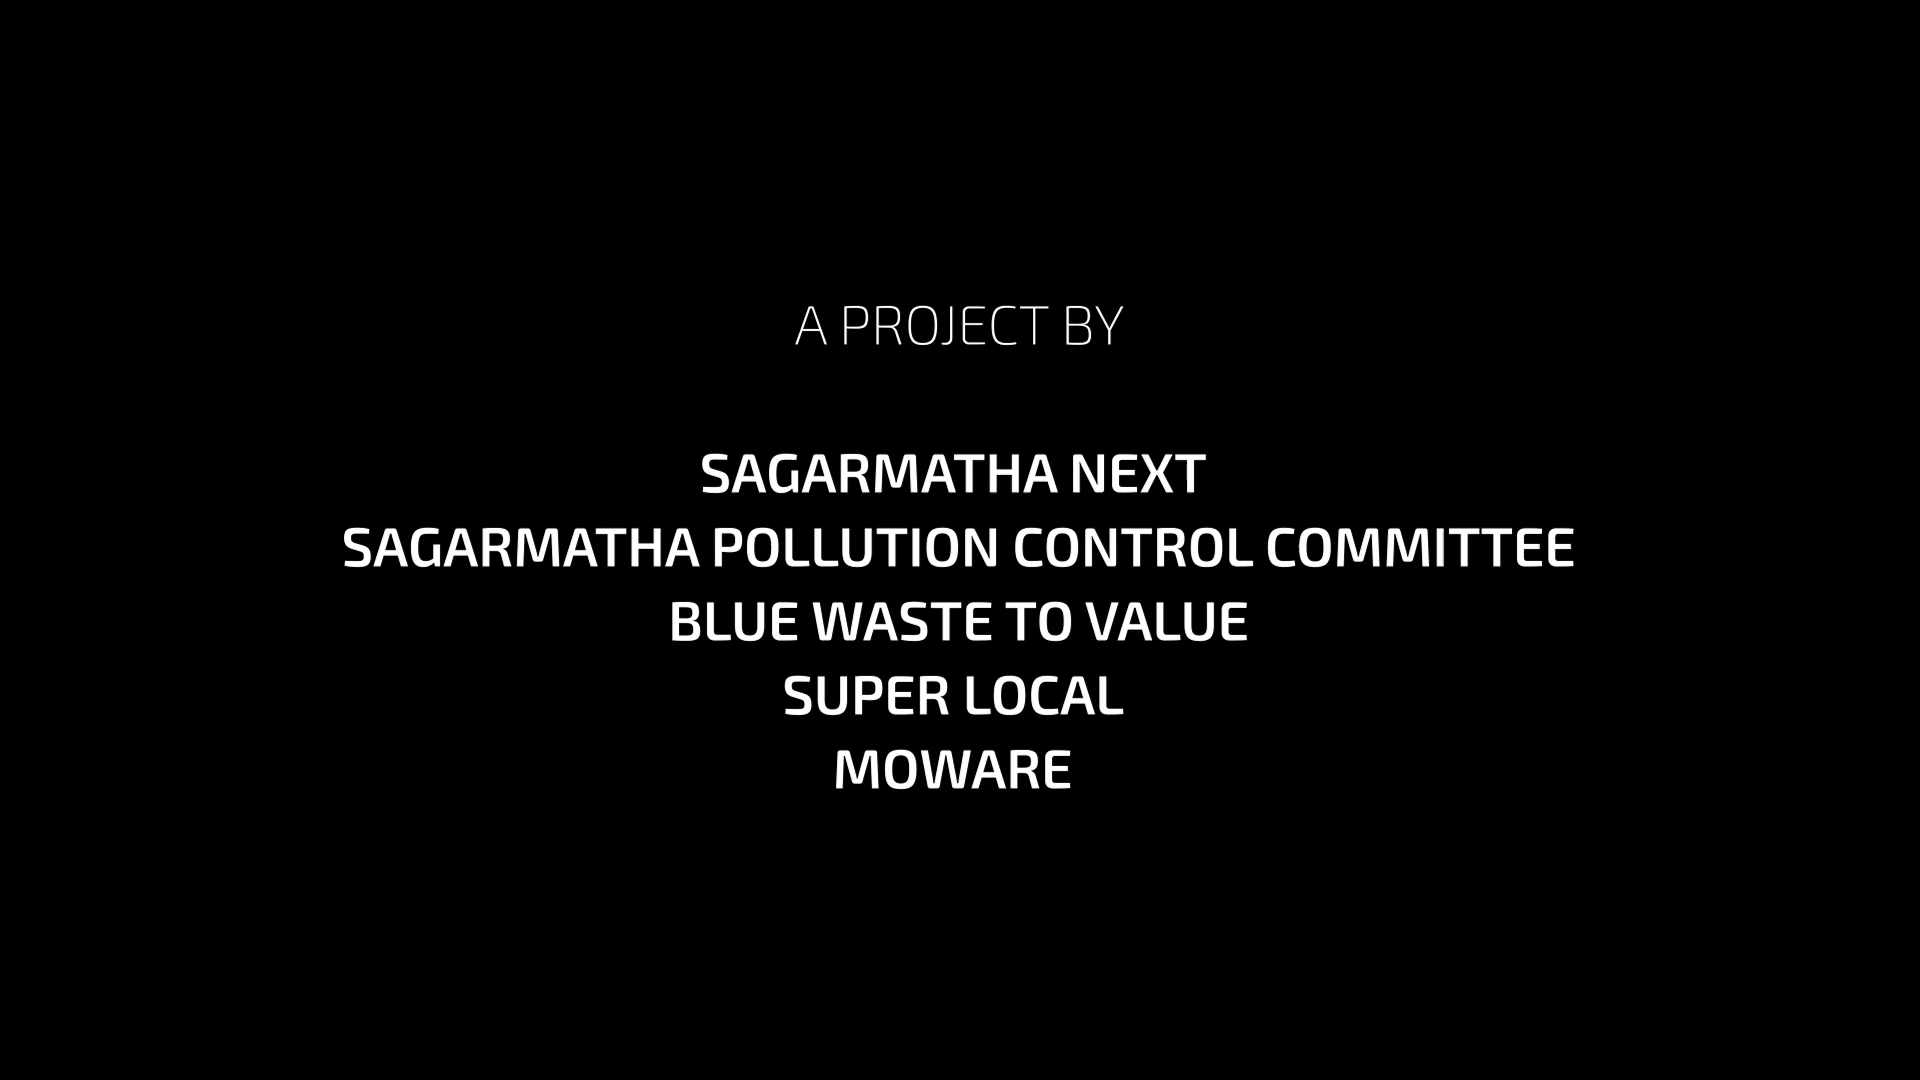 A PROJECT BY
SAGARMATHA NEXT
SAGARMATHA POLLUTION CONTROL COMMITTEE
BLUE WASTE TO VALUE
SUPER LOCAL
MOWARE